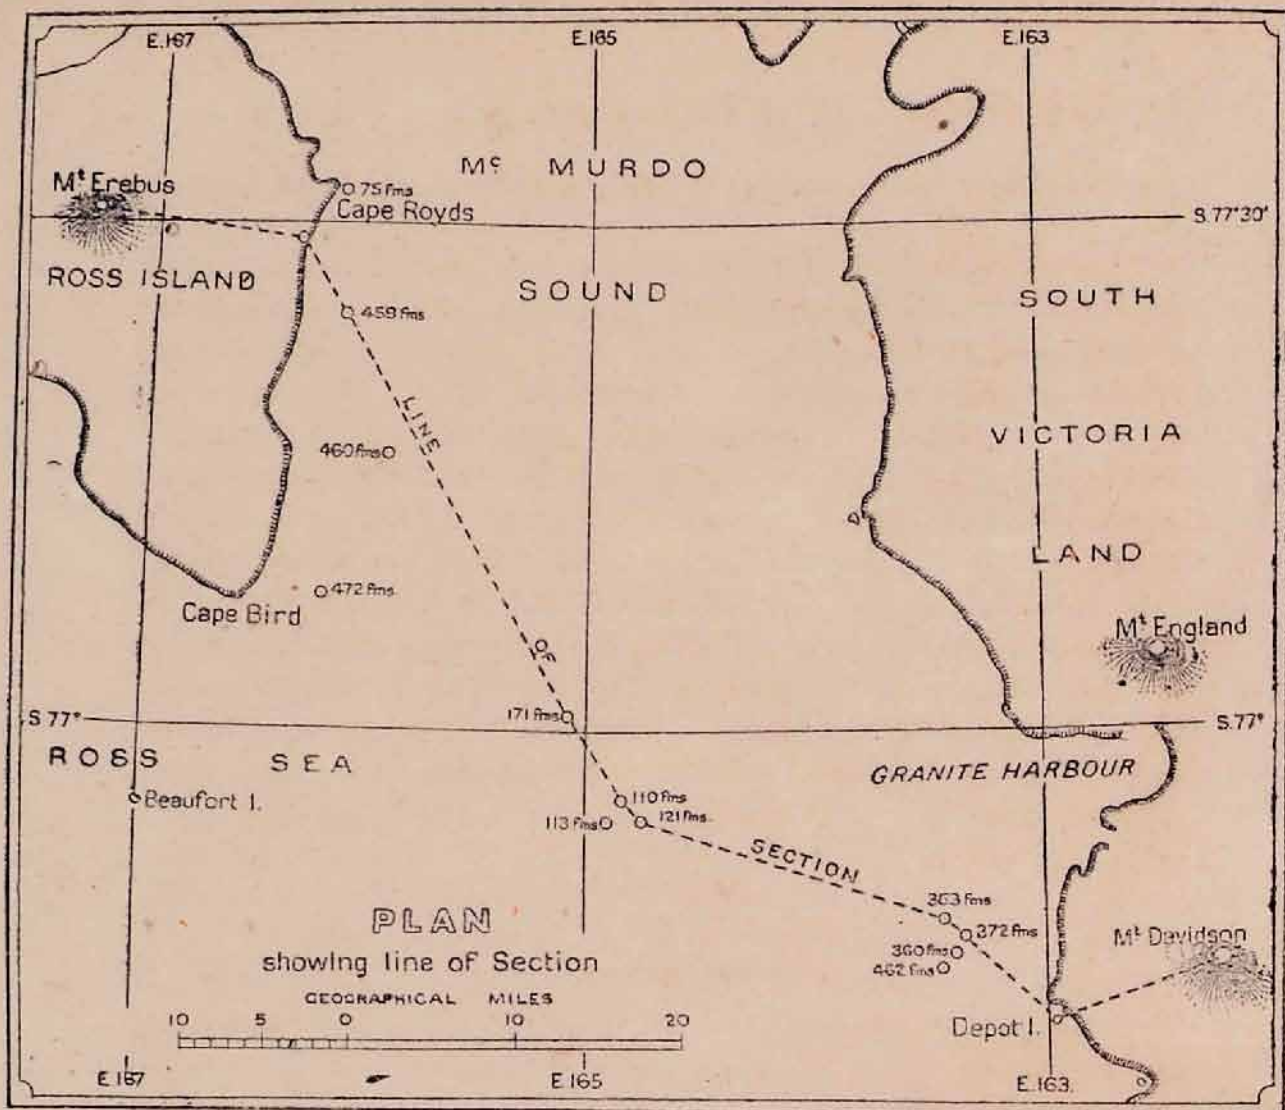 E.167 E.165 E.163
Mc MURDO
Mt Erebus
75 fms
Cape Royds
S.77°30'
ROSS ISLAND
SOUND
SOUTH
459 fms
LINE
VICTORIA
460 fms
LAND
472 fms
Cape Bird
Mt England
OF
S 77° 171 fms S.77°
ROSS SEA
GRANITE HARBOUR
Beaufort I.
110 fms
113 fms 121 fms
SECTION
363 fms
PLAN
372 fms
Mt Davidson
showing line of Section
360 fms
462 fms
GEOGRAPHICAL MILES
10 5 0 10 20
Depot I.
E.167 E.165 E.163.